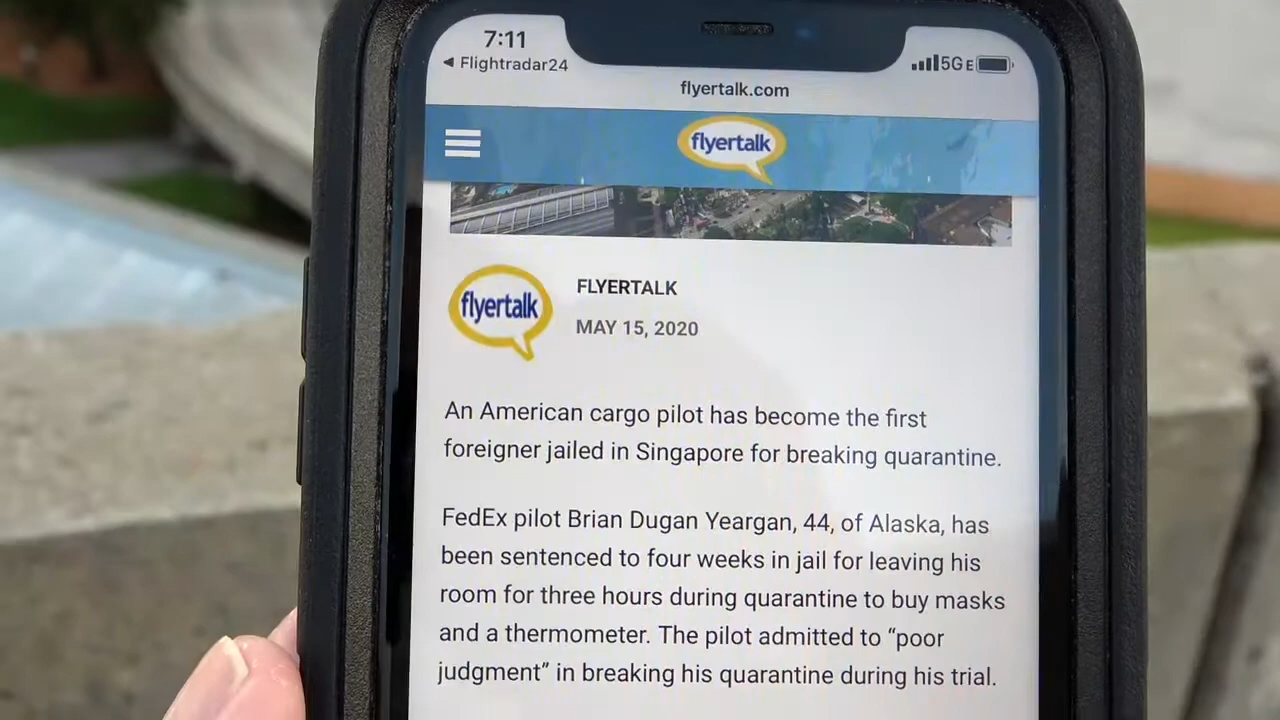 7:11
◀ Flightradar24
5GE
flyertalk.com
flyertalk
flyertalk
FLYERTALK
MAY 15, 2020
An American cargo pilot has become the first
foreigner jailed in Singapore for breaking quarantine.
FedEx pilot Brian Dugan Yeargan, 44, of Alaska, has
been sentenced to four weeks in jail for leaving his
room for three hours during quarantine to buy masks
and a thermometer. The pilot admitted to “poor
judgment” in breaking his quarantine during his trial.